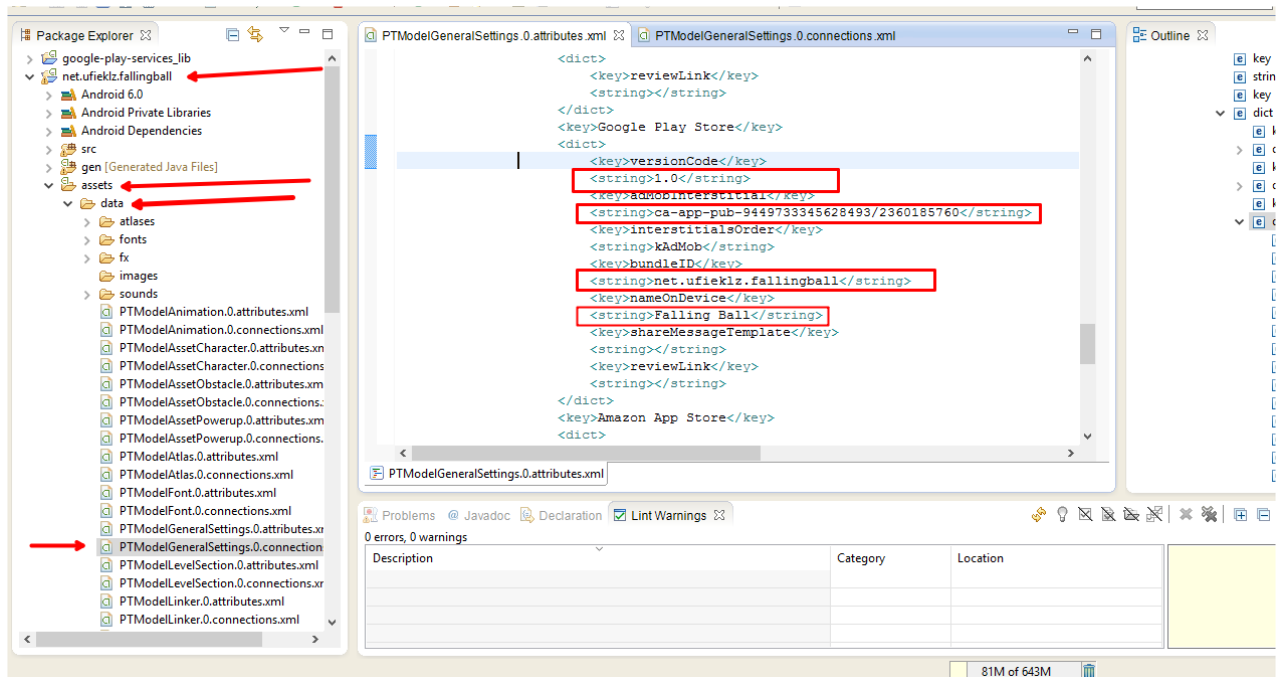 Package Explorer
google-play-services_lib
net.ufieklz.fallingball
Android 6.0
Android Private Libraries
Android Dependencies
src
gen [Generated Java Files]
assets
data
atlases
fonts
fx
images
sounds
PTModelAnimation.0.attributes.xml
PTModelAnimation.0.connections.xml
PTModelAssetCharacter.0.attributes.xm
PTModelAssetCharacter.0.connections
PTModelAssetObstacle.0.attributes.xm
PTModelAssetObstacle.0.connections.
PTModelAssetPowerup.0.attributes.xm
PTModelAssetPowerup.0.connections.
PTModelAtlas.0.attributes.xml
PTModelAtlas.0.connections.xml
PTModelFont.0.attributes.xml
PTModelFont.0.connections.xml
PTModelGeneralSettings.0.attributes.xr
PTModelGeneralSettings.0.connection
PTModelLevelSection.0.attributes.xml
PTModelLevelSection.0.connections.xr
PTModelLinker.0.attributes.xml
PTModelLinker.0.connections.xml
PTModelGeneralSettings.0.attributes.xml PTModelGeneralSettings.0.connections.xml
<dict>
<key>reviewLink</key>
<string></string>
</dict>
<key>Google Play Store</key>
<dict>
<key>versionCode</key>
<string>1.0</string>
<key>adMobInterstitial</key>
<string>ca-app-pub-9449733345628493/2360185760</string>
<key>interstitialsOrder</key>
<string>kAdMob</string>
<key>bundleID</key>
<string>net.ufieklz.fallingball</string>
<key>nameOnDevice</key>
<string>Falling Ball</string>
<key>shareMessageTemplate</key>
<string></string>
<key>reviewLink</key>
<string></string>
</dict>
<key>Amazon App Store</key>
<dict>
PTModelGeneralSettings.0.attributes.xml
Outline
key
strin
key
dict
Problems @ Javadoc Declaration Lint Warnings
0 errors, 0 warnings
Description Category Location
81M of 643M